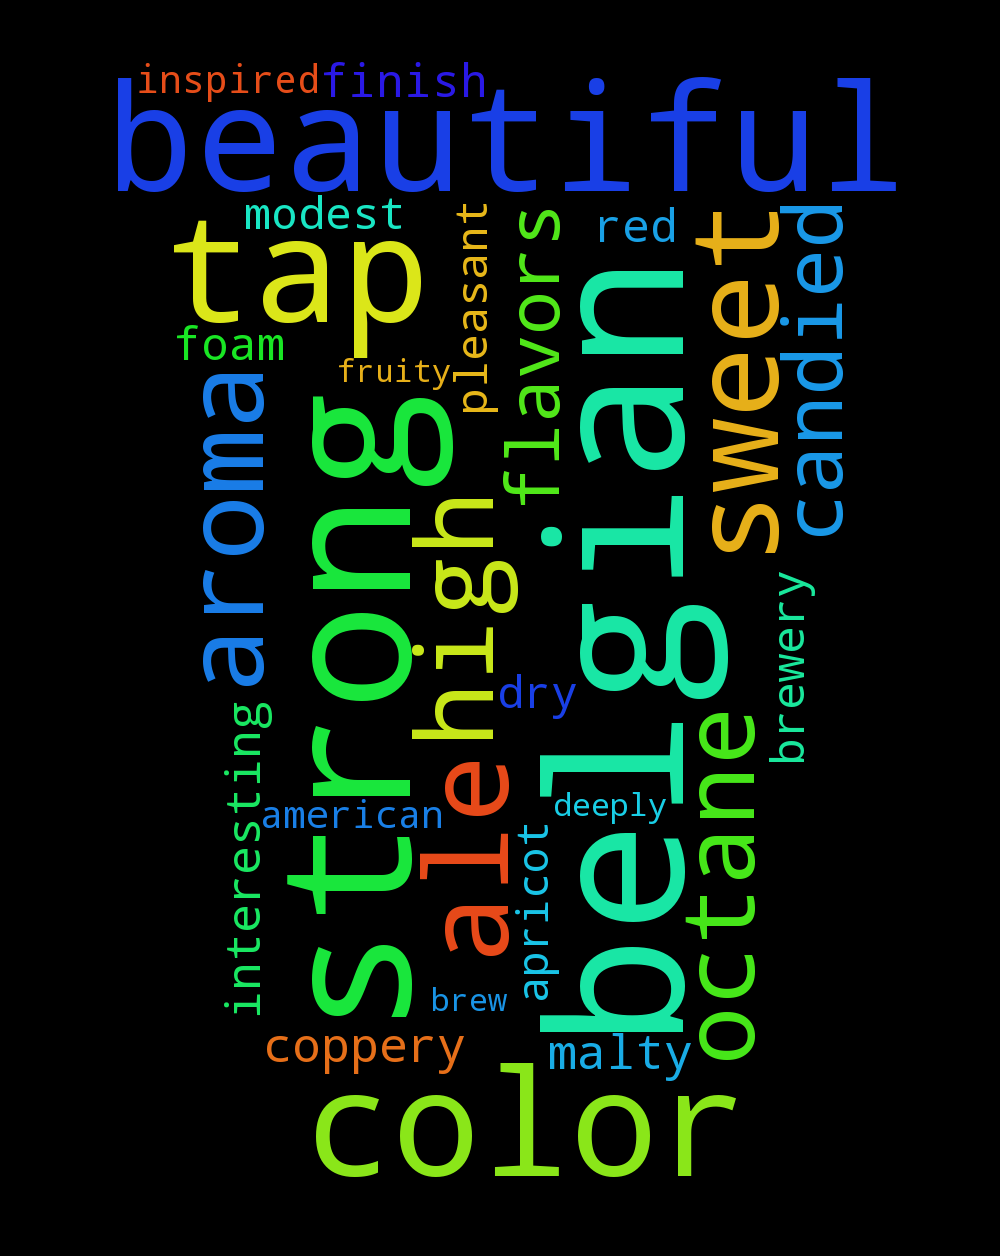 inspired finish
beautiful
modest
tap
pleasant
flavors
red
sweet
candied
foam
fruity
aroma
strong
high
belgian
dry
brewery
interesting
american
ale
deeply
apricot
octane
brew
coppery
malty
color